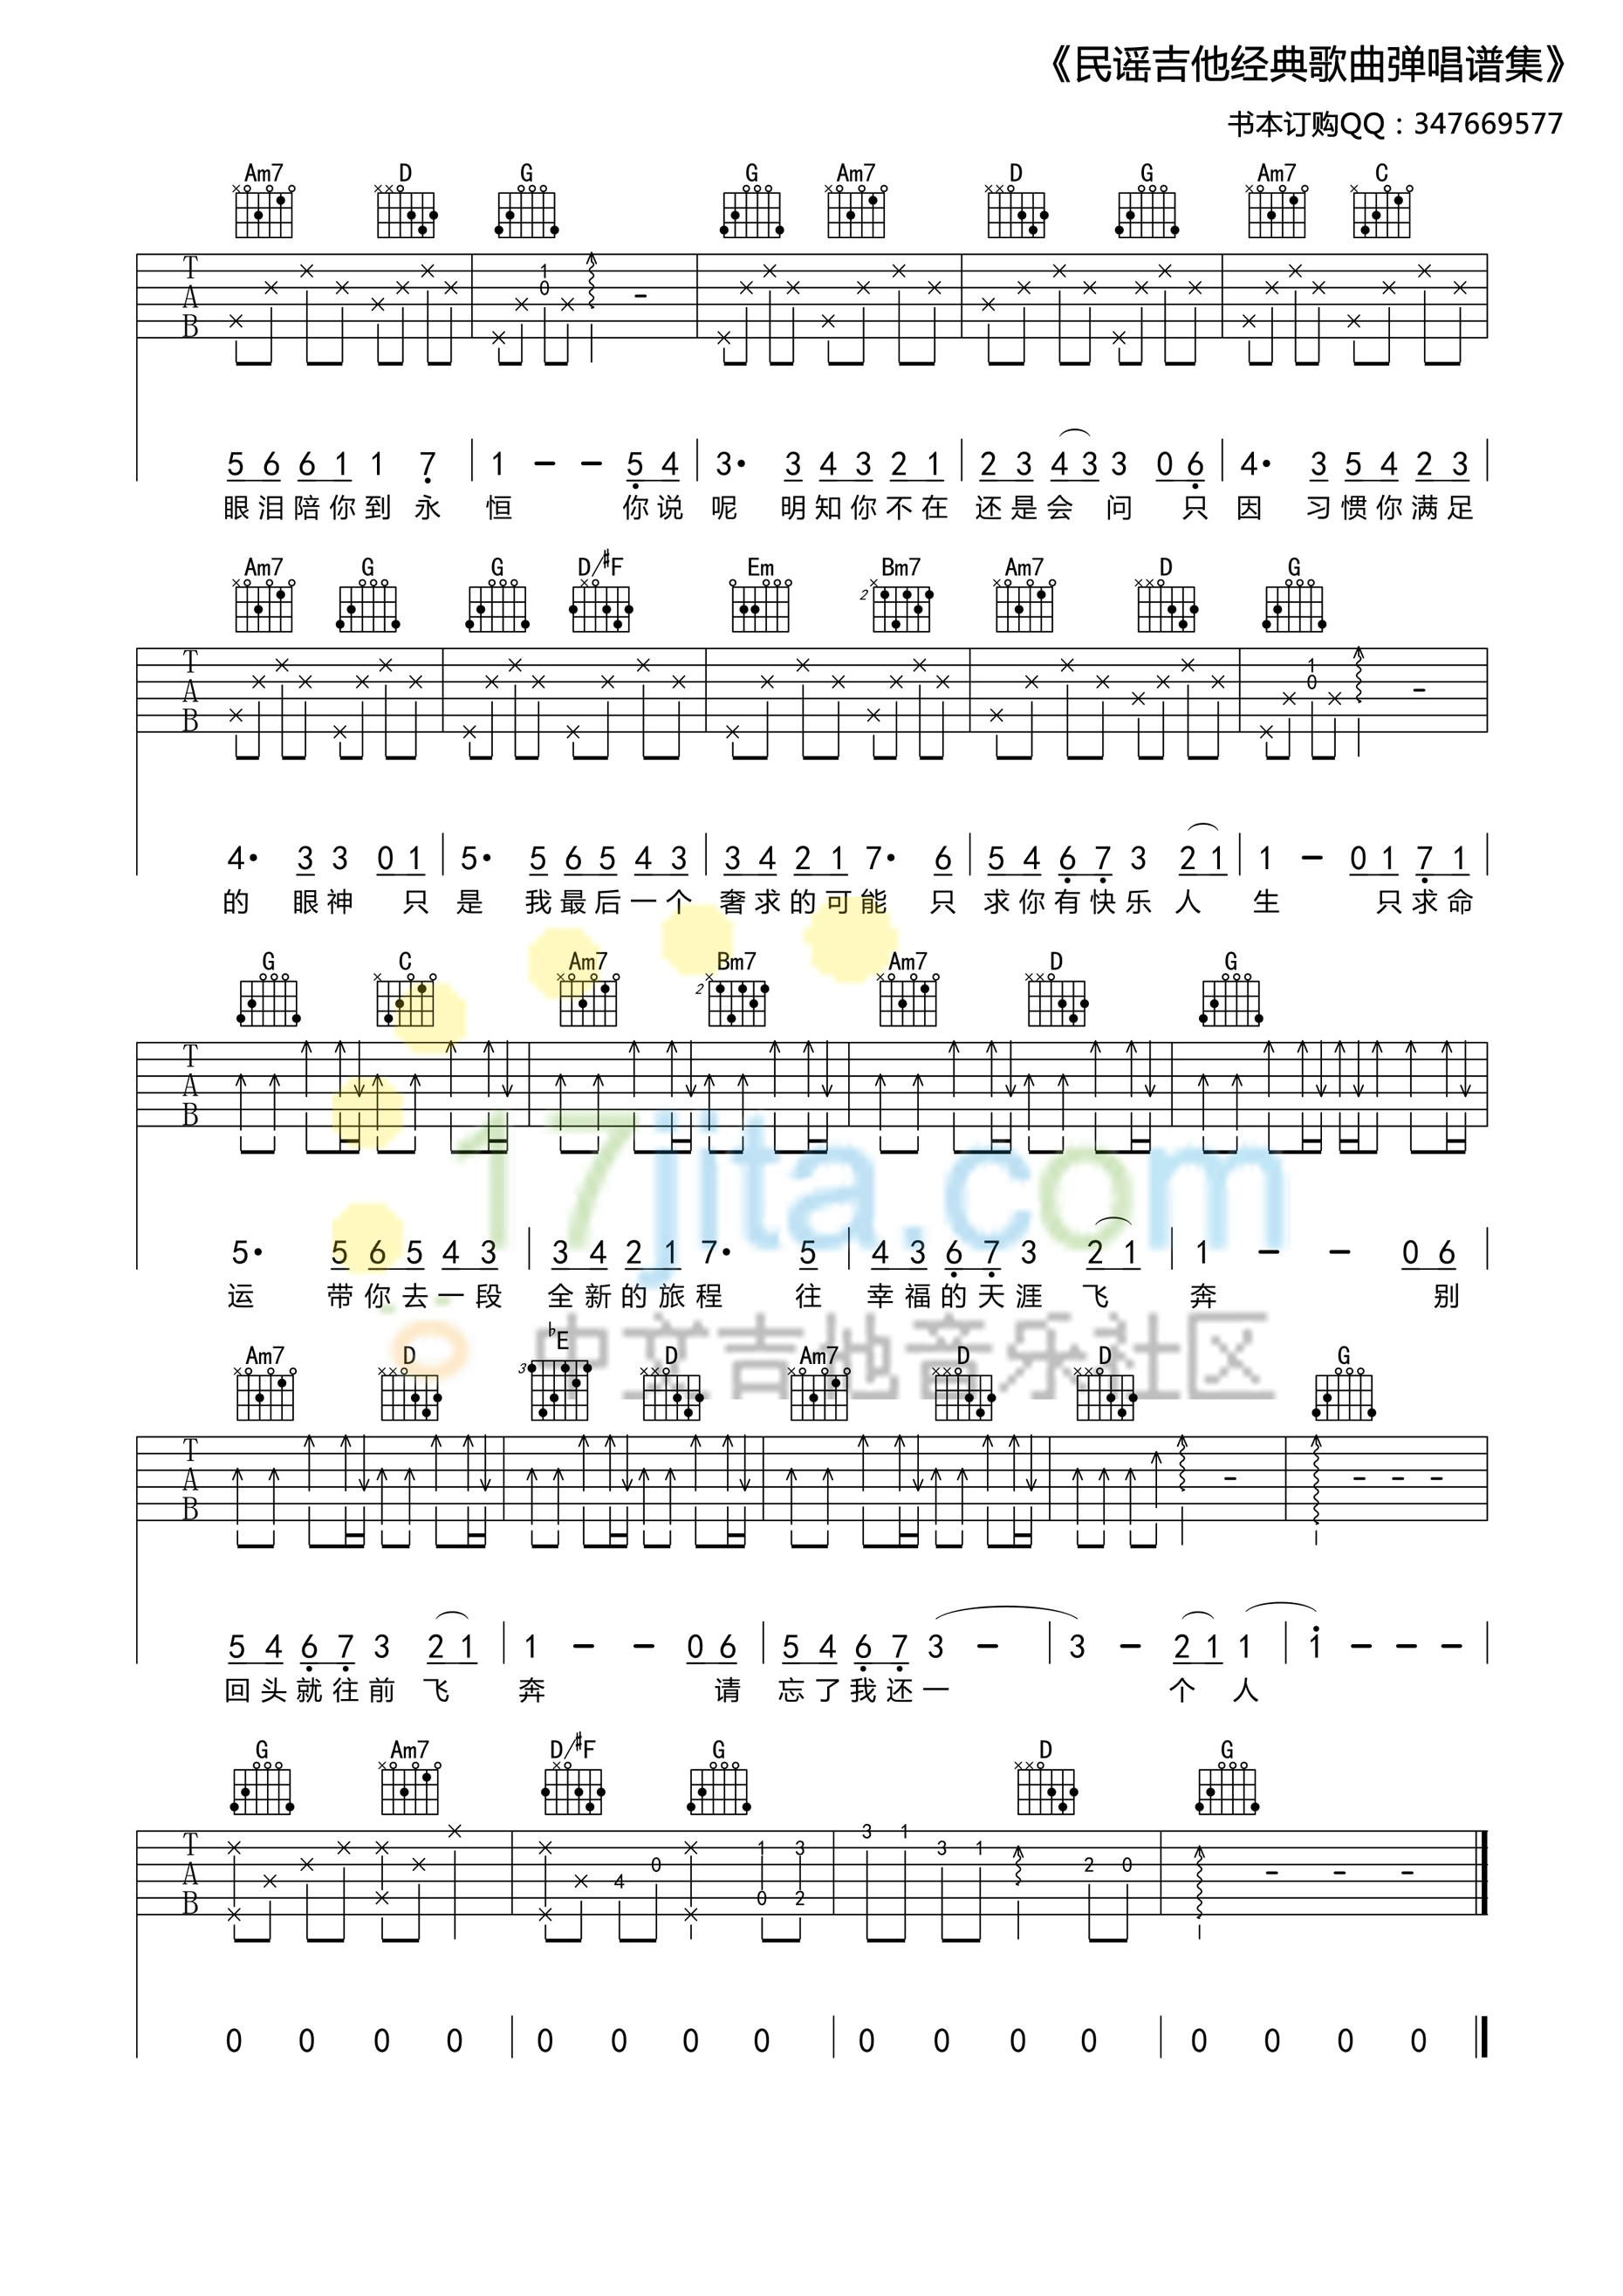 《民谣吉他经典歌曲弹唱谱集》
书本订购QQ：347669577
Am7 D G G Am7 D G Am7 C
T
A
B
1
0
-
5 6 6 1 1 7 | 1 - - 5 4 | 3• 3 4 3 2 1 | 2 3 4 3 3 0 6 | 4• 3 5 4 2 3 |
眼泪陪你到永恒 你说呢 明知你不在 还是会问 只因 习惯你满足
Am7 G G D/#F Em Bm7 Am7 D G
2
T
A
B
1
0
-
4• 3 3 0 1 | 5• 5 6 5 4 3 | 3 4 2 1 7• 6 | 5 4 6 7 3 2 1 | 1 - 0 1 7 1 |
的 眼神 只是 我最后一个 奢求的可能 只 求你有快乐人生 只求命
G C Am7 Bm7 Am7 D G
2
T
A
B
17jita.com
5• 5 6 5 4 3 | 3 4 2 1 7• 5 | 4 3 6 7 3 2 1 | 1 - - 0 6 |
运 带你去一段 全新的旅程 往 幸福的天涯飞奔 别
中文吉他音乐社区
Am7 D ♭E D Am7 D D G
3
T
A
B
- - - -
5 4 6 7 3 2 1 | 1 - - 0 6 | 5 4 6 7 3 - | 3 - 2 1 1 | 1 - - - |
回头就往前飞奔 请 忘了我还一 个人
G Am7 D/#F G D G
T
A
B
4 0 1 0 3 2 3 1 3 1 2 0 - - -
0 0 0 0 | 0 0 0 0 | 0 0 0 0 | 0 0 0 0